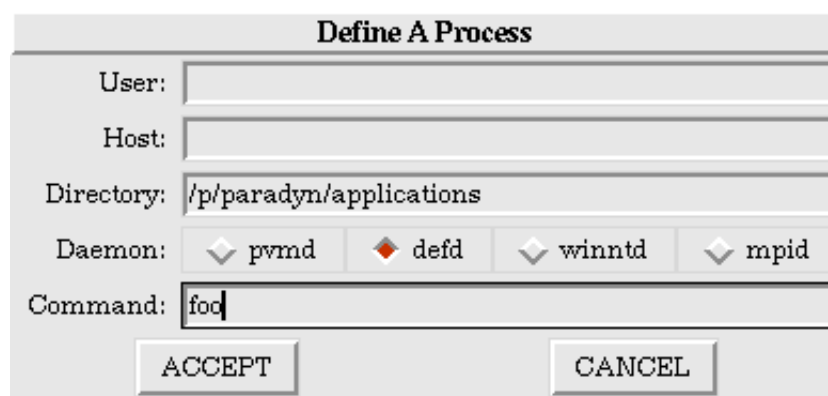 Define A Process
User:
Host:
Directory: /p/paradyn/applications
Daemon: pvmd defd winntd mpid
Command: foo
ACCEPT CANCEL